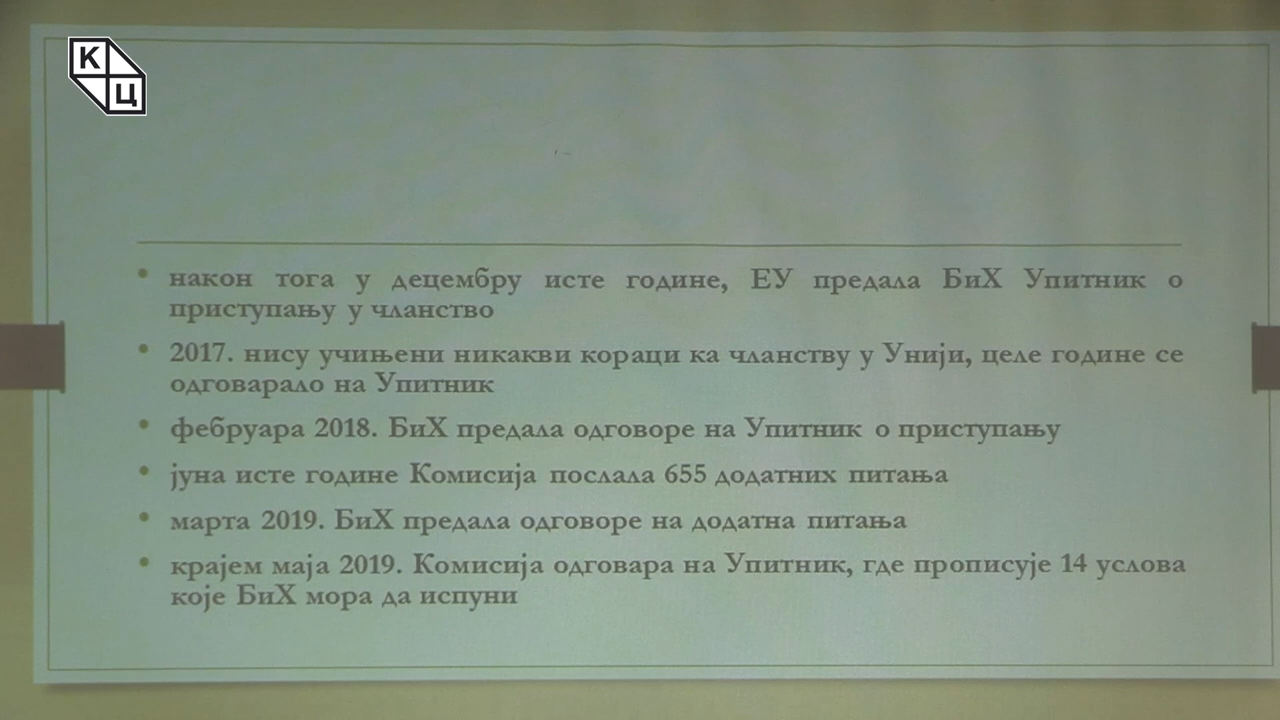 К
Ц
након тога у децембру исте године, ЕУ предала БиХ Упитник о
приступању у чланство
2017. нису учињени никакви кораци ка чланству у Унији, целе године се
одговарало на Упитник
фебруара 2018. БиХ предала одговоре на Упитник о приступању
јуна исте године Комисија послала 655 додатних питања
марта 2019. БиХ предала одговоре на додатна питања
крајем маја 2019. Комисија одговара на Упитник, где прописује 14 услова
које БиХ мора да испуни